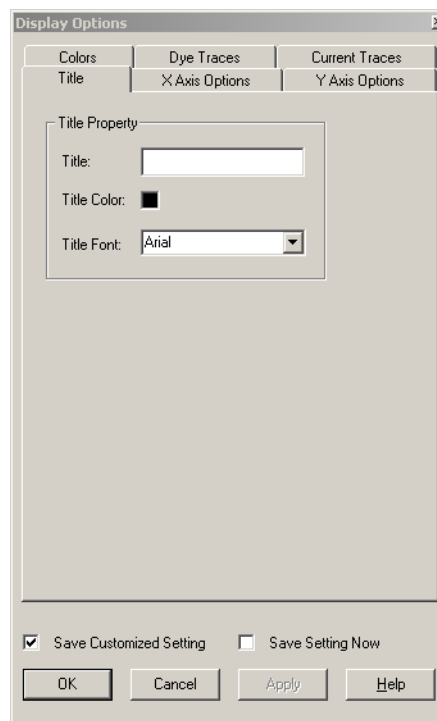 Display Options
Colors Dye Traces Current Traces
Title X Axis Options Y Axis Options
Title Property
Title:
Title Color:
Title Font: Arial
Save Customized Setting Save Setting Now
OK Cancel Apply Help